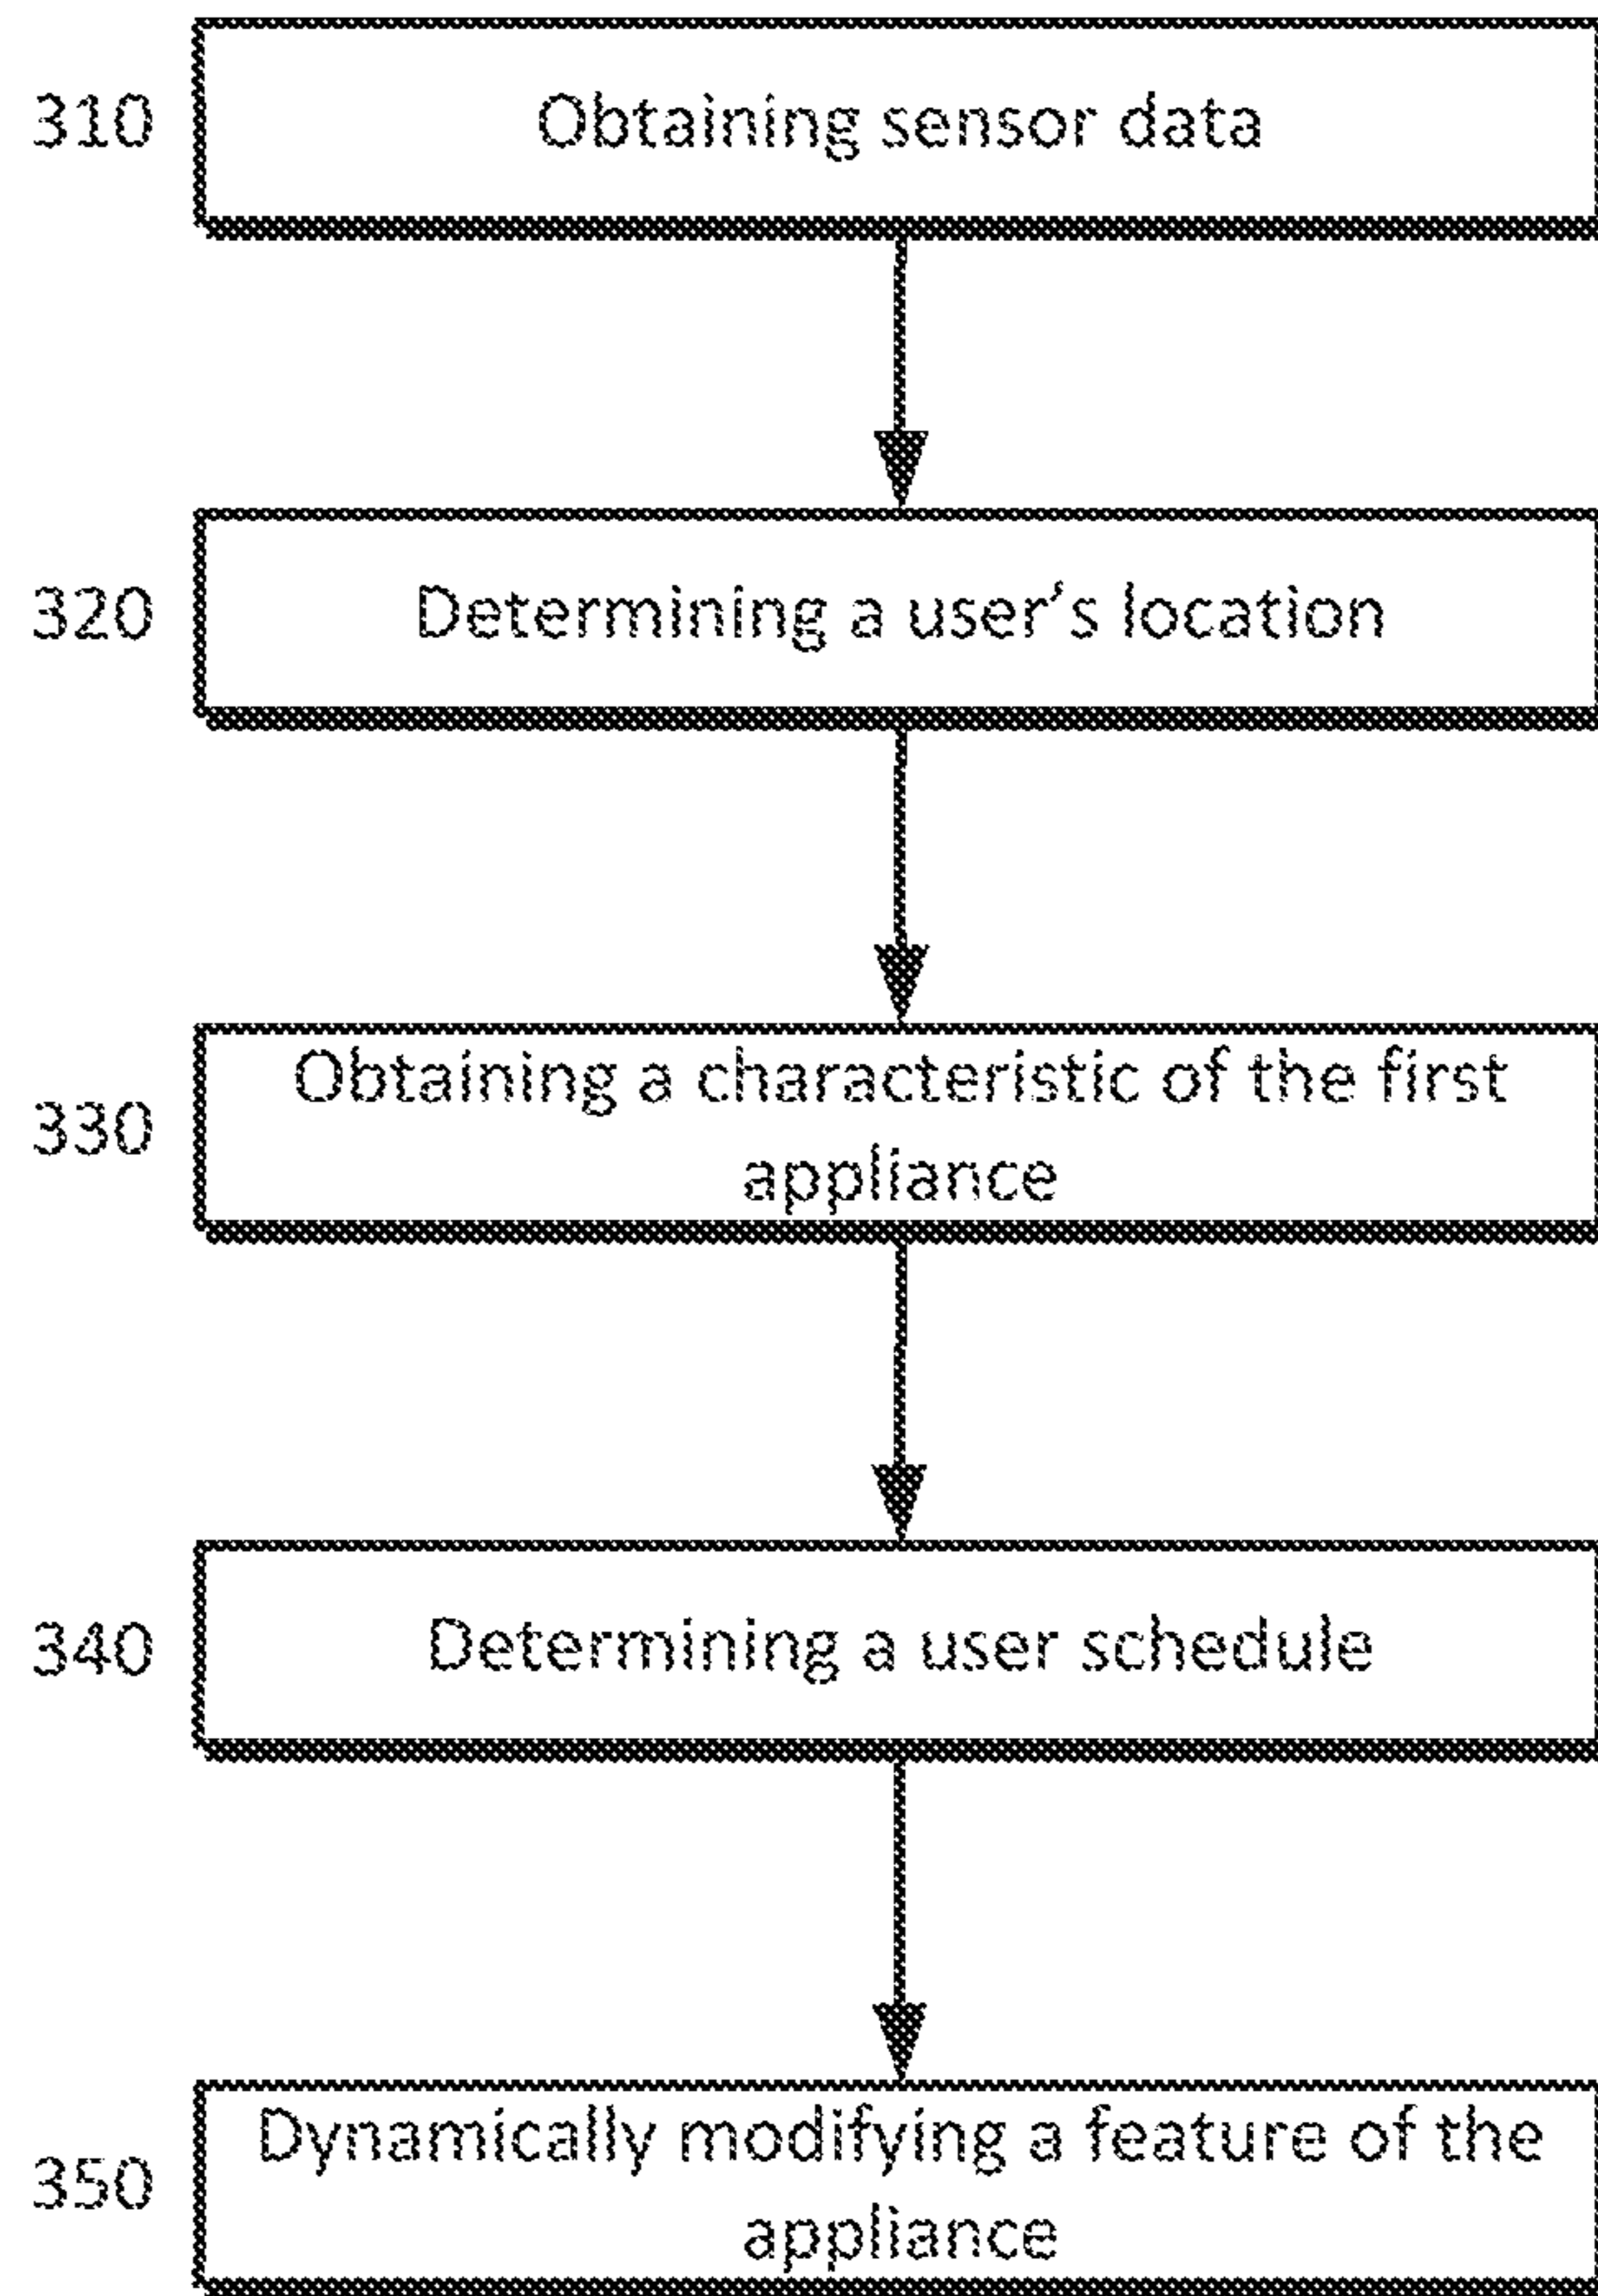 310
Obtaining sensor data
320
Determining a user's location
330
Obtaining a characteristic of the first
appliance
340
Determining a user schedule
350
Dynamically modifying a feature of the
appliance